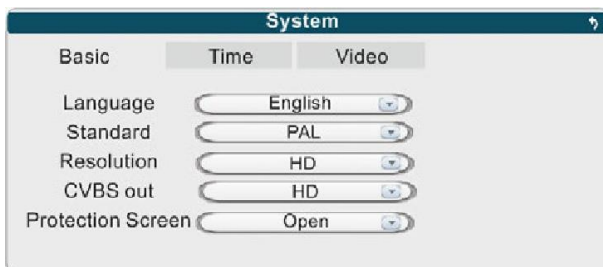 System
Basic Time Video
Language English
Standard PAL
Resolution HD
CVBS out HD
Protection Screen Open